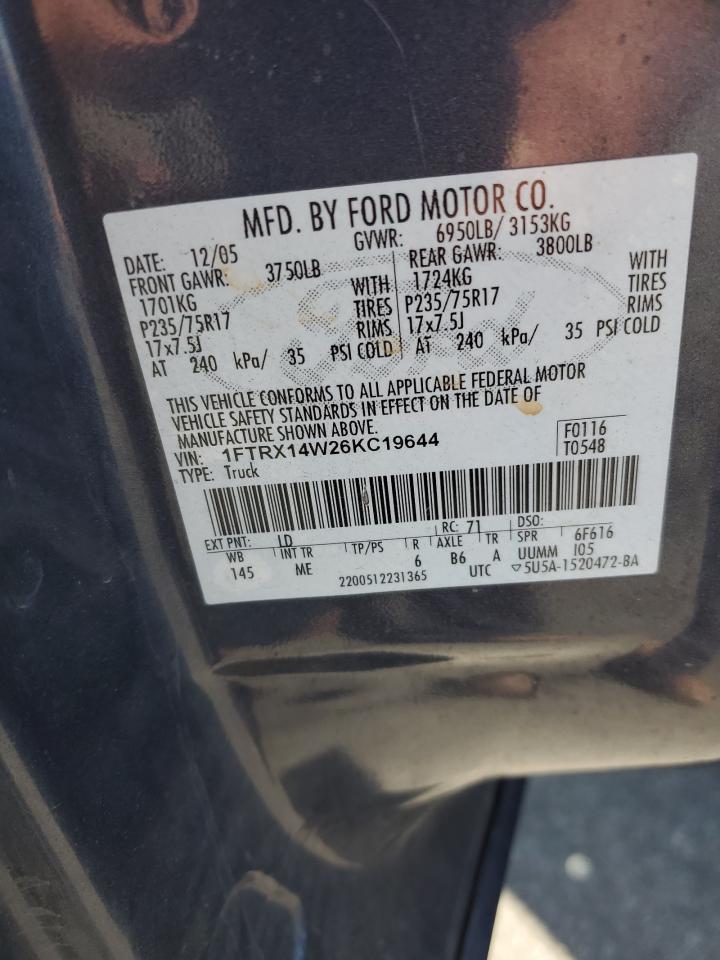 MFD. BY FORD MOTOR CO.
DATE: 12/05 GVWR: 6950LB/ 3153KG
FRONT GAWR: 3750LB REAR GAWR: 3800LB
1701KG WITH 1724KG WITH
P235/75R17 TIRES P235/75R17 TIRES
17x7.5J RIMS 17x7.5J RIMS
AT 240 kPa/ 35 PSI COLD AT 240 kPa/ 35 PSI COLD
THIS VEHICLE CONFORMS TO ALL APPLICABLE FEDERAL MOTOR
VEHICLE SAFETY STANDARDS IN EFFECT ON THE DATE OF
MANUFACTURE SHOWN ABOVE.
VIN: 1FTRX14W26KC19644 F0116
TYPE: Truck T0548
EXT PNT: LD RC: 71 DSO:
WB INT TR TP/PS R AXLE TR SPR 6F616
145 ME 6 B6 A UUMM I05
2200512231365 UTC ▽5U5A-1520472-BA
Ford